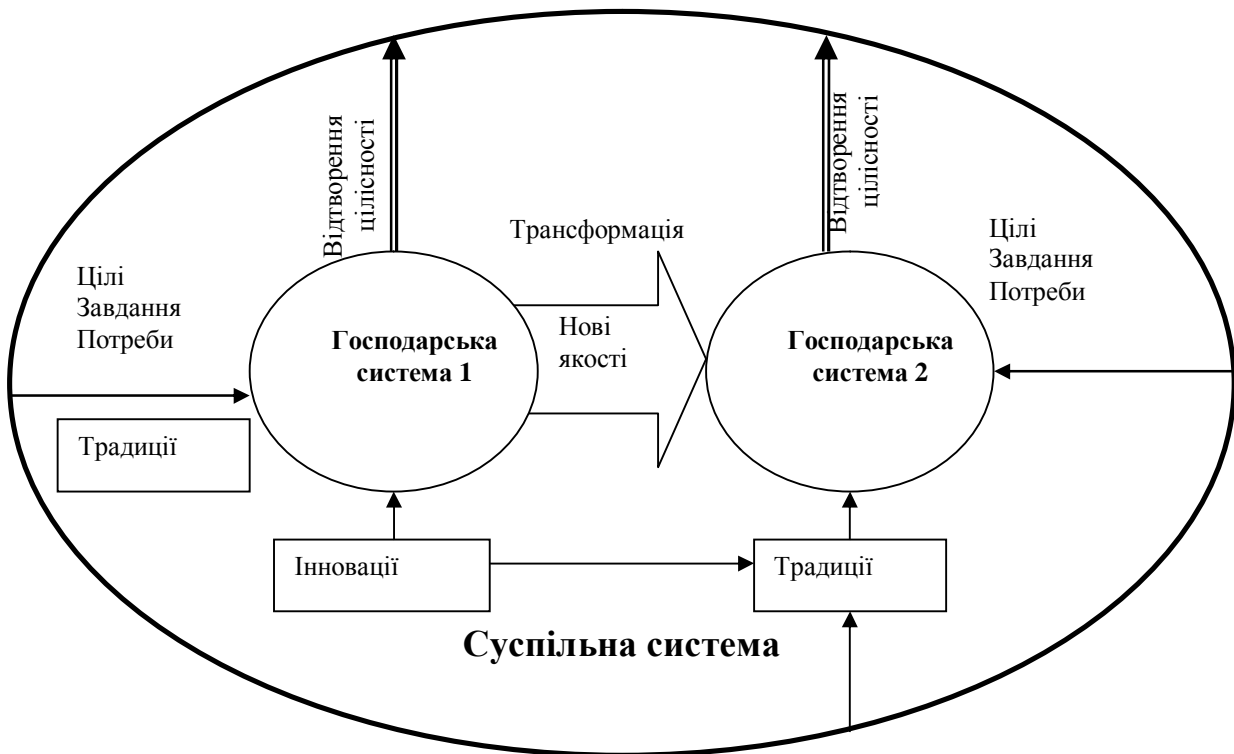 Відтворення
цілісності
Відтворення
цілісності
Трансформація
Цілі
Завдання
Потреби
Цілі
Завдання
Потреби
Господарська
система 1
Нові
якості
Господарська
система 2
Традиції
Інновації
Традиції
Суспільна система